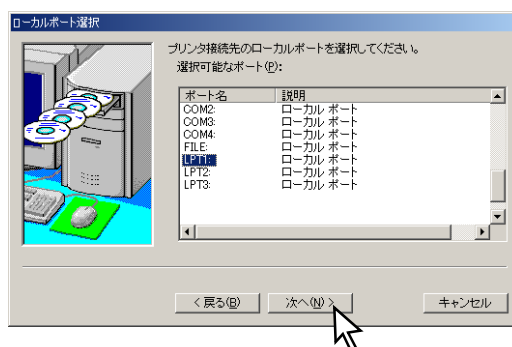 ローカルポート選択
プリンタ接続先のローカルポートを選択してください。
選択可能なポート(P):
ポート名 説明
COM2: ローカル ポート
COM3: ローカル ポート
COM4: ローカル ポート
FILE: ローカル ポート
LPT1: ローカル ポート
LPT2: ローカル ポート
LPT3: ローカル ポート
< 戻る(B) 次へ(N) > キャンセル